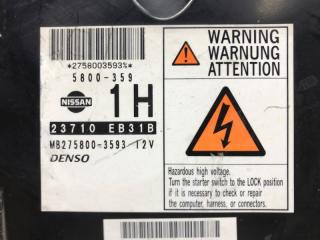 *2758003593%*
5800-359
NISSAN
1H
23710 EB31B
MB275800-3593 12V
DENSO
WARNING
WARNUNG
ATTENTION
Hazardous high voltage.
Turn the starter switch to the LOCK position
if it is necessary to check or repair
the computer, harness, or connectors.